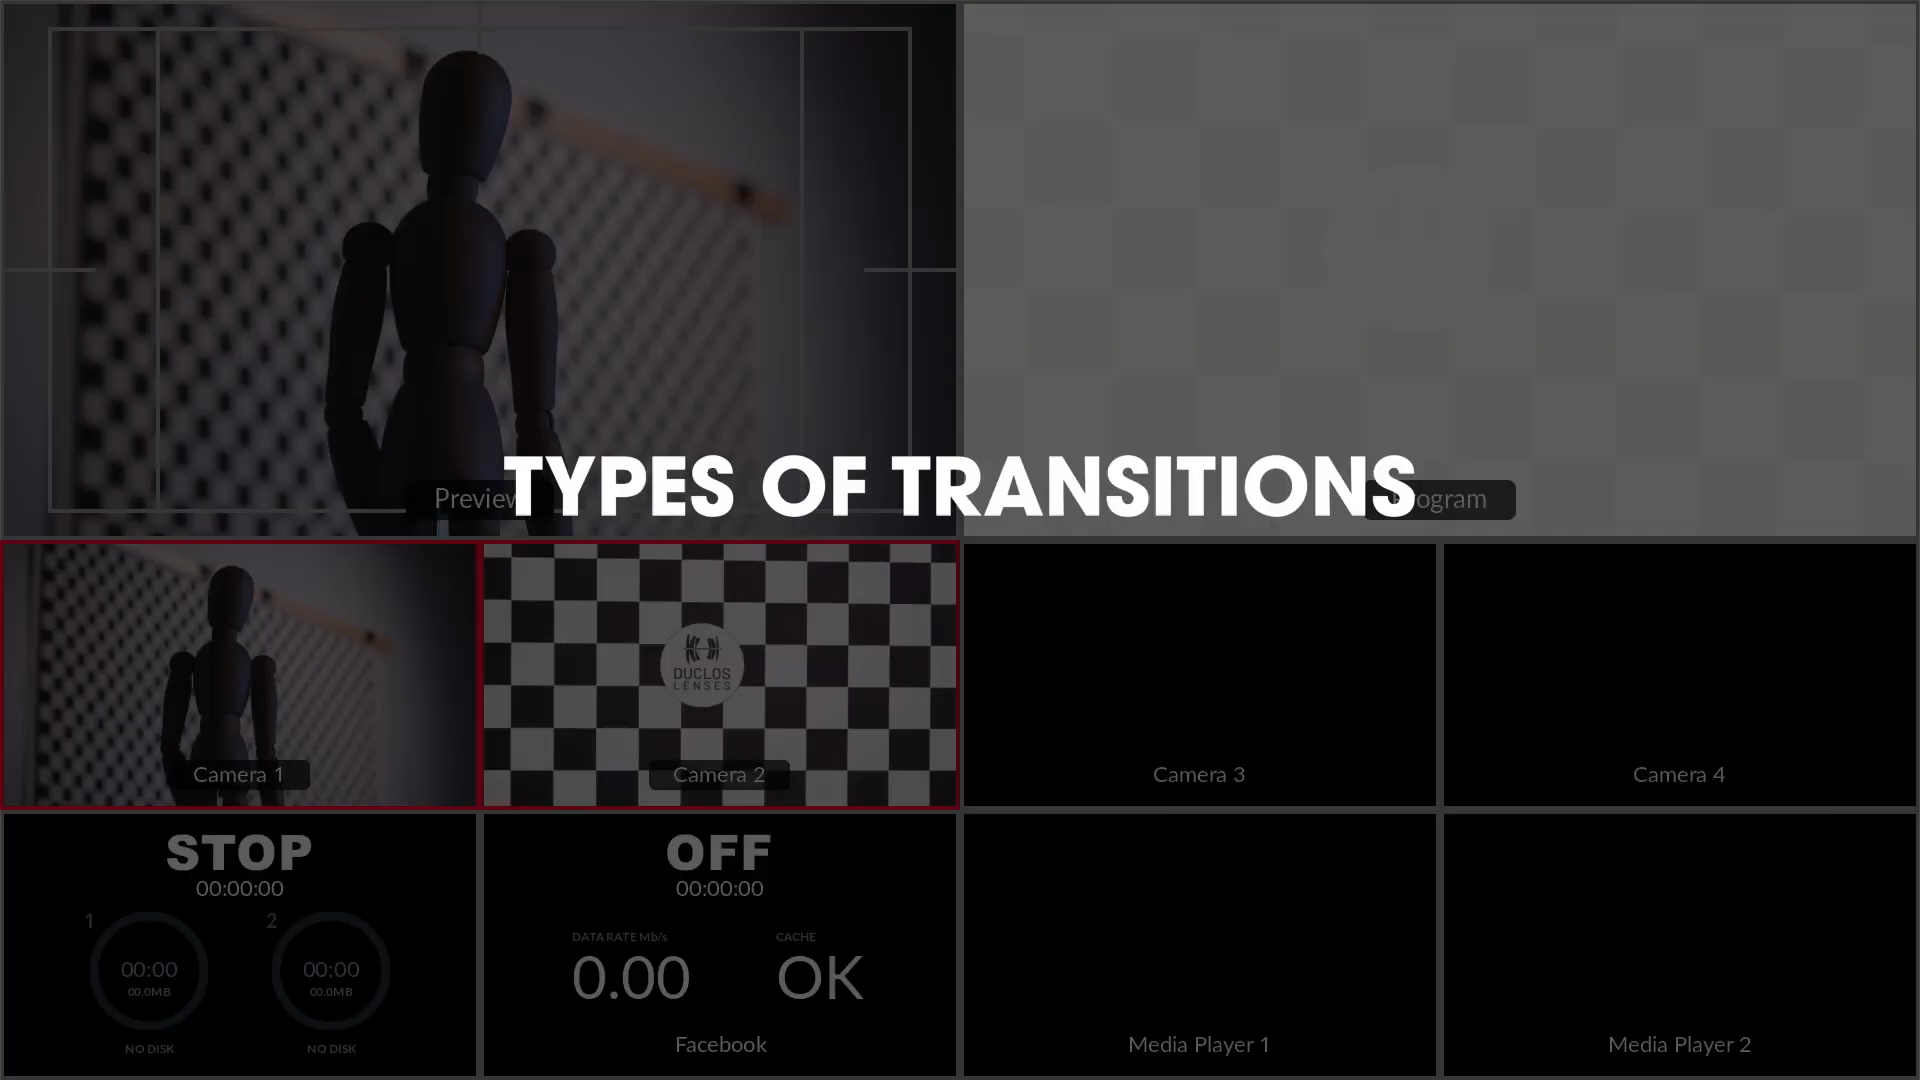 TYPES OF TRANSITIONS
Preview
ogram
DUCLOS
LENSES
Camera 1
Camera 2
Camera 3
Camera 4
STOP
00:00:00
1
2
00:00
00.0MB
00:00
00.0MB
NO DISK
NO DISK
OFF
00:00:00
DATA RATE Mb/s
CACHE
0.00
OK
Facebook
Media Player 1
Media Player 2